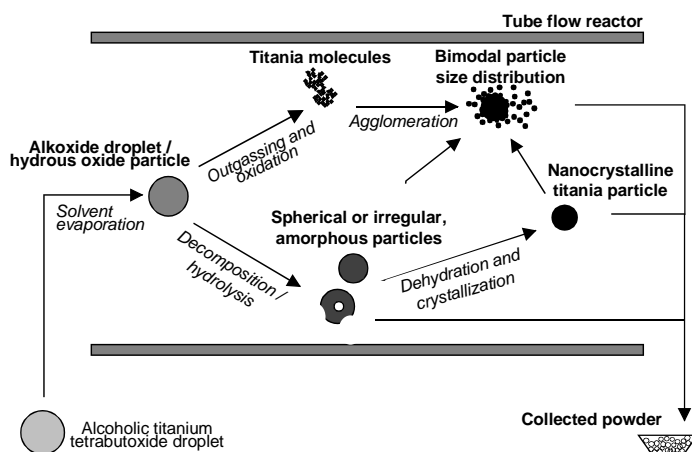 Tube flow reactor
Titania molecules
Bimodal particle
size distribution
Agglomeration
Outgassing and
oxidation
Alkoxide droplet /
hydrous oxide particle
Nanocrystalline
titania particle
Solvent
evaporation
Spherical or irregular,
amorphous particles
Decomposition /
hydrolysis
Dehydration and
crystallization
Collected powder
Alcoholic titanium
tetrabutoxide droplet